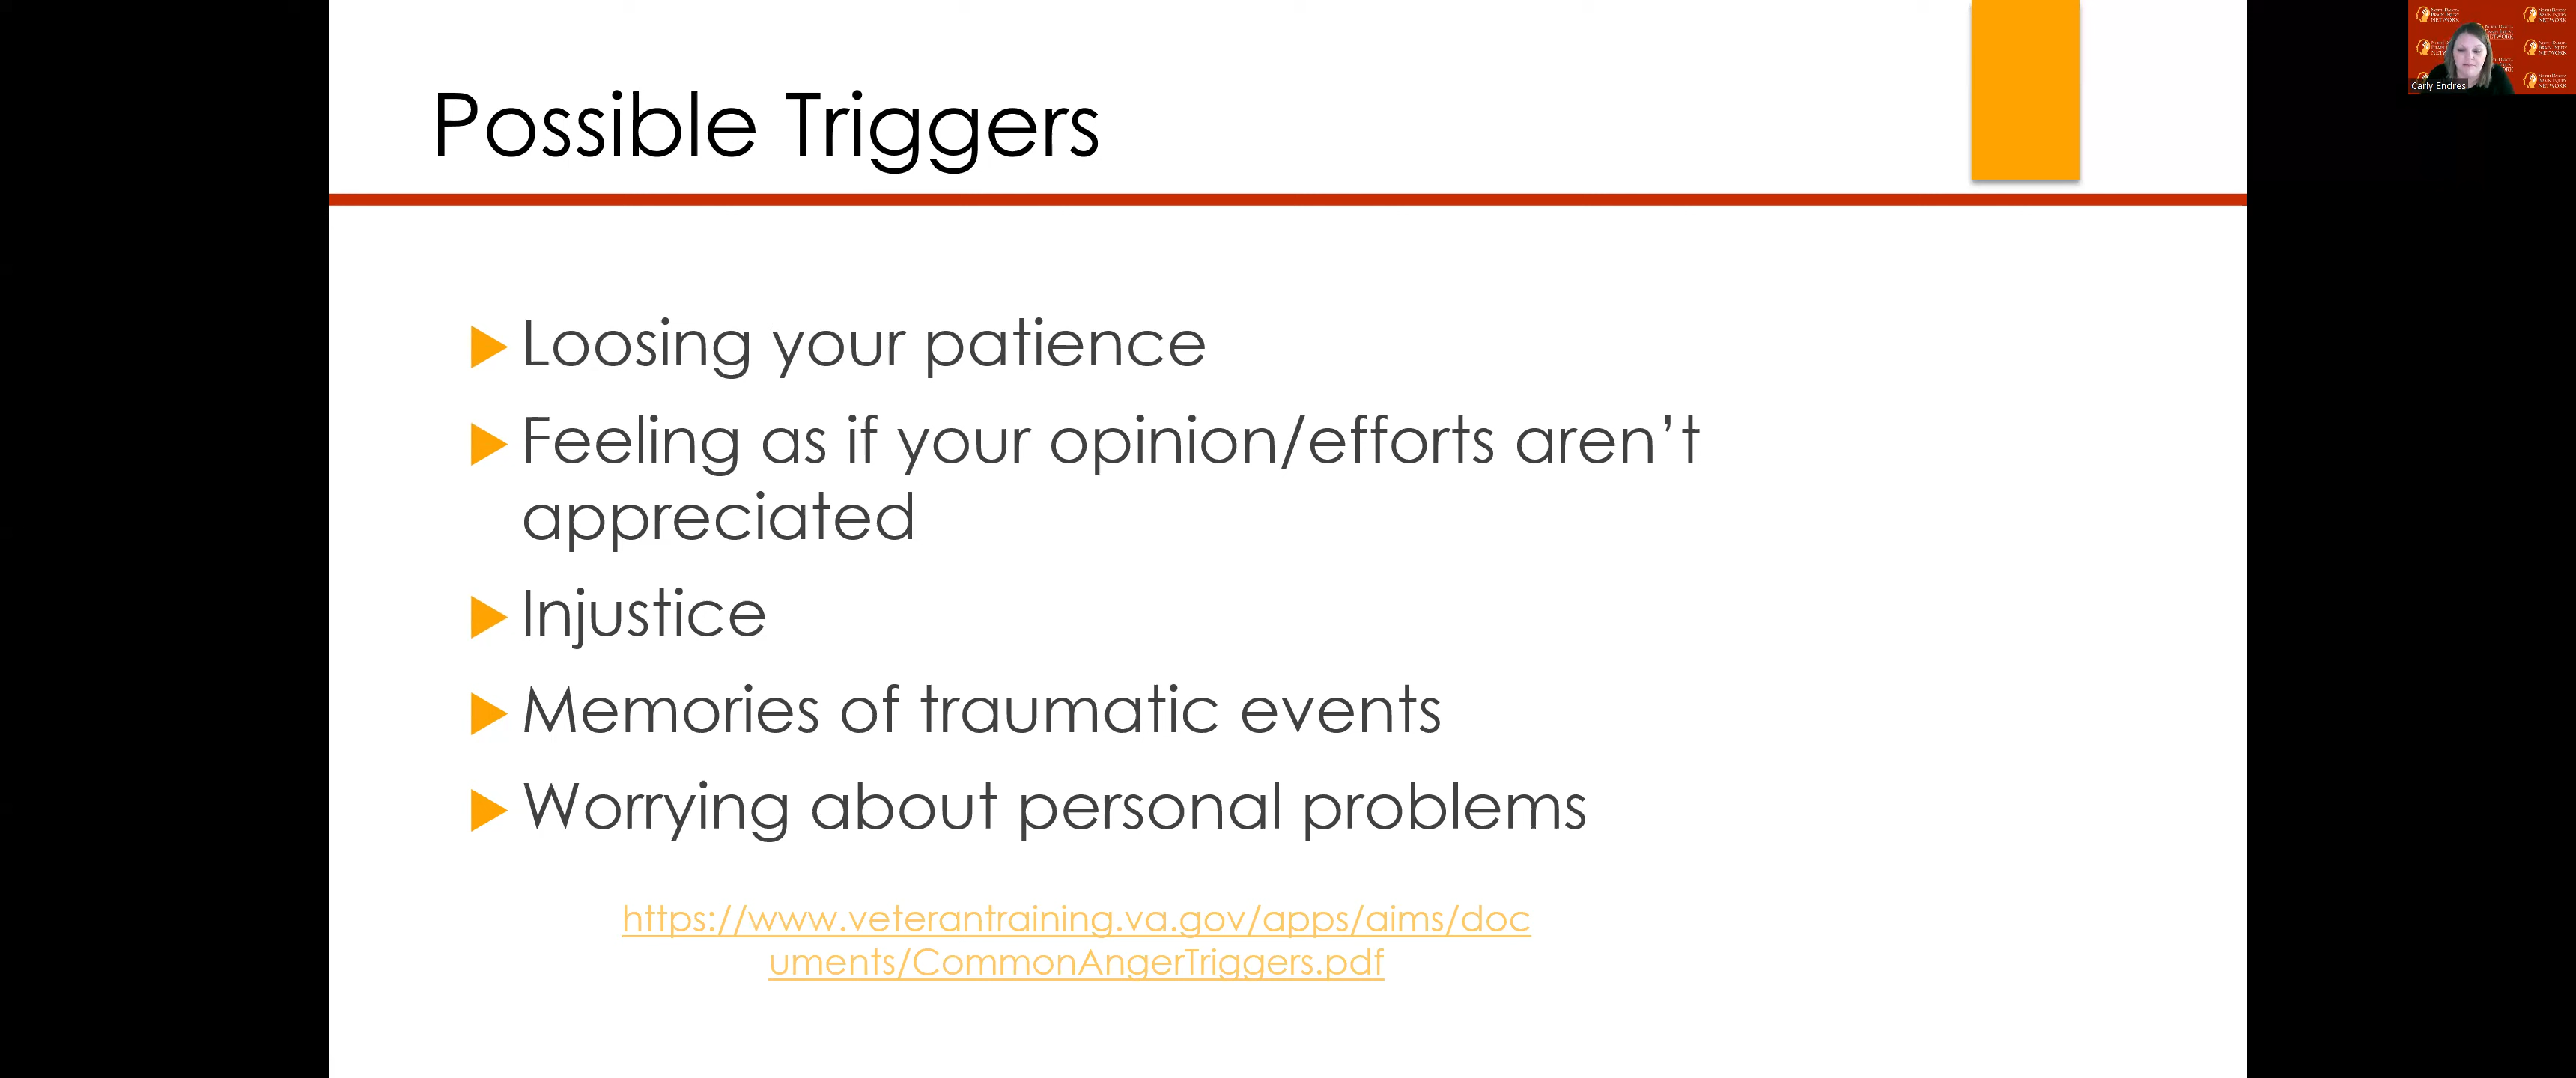 Possible Triggers
Loosing your patience
Feeling as if your opinion/efforts aren't
appreciated
Injustice
Memories of traumatic events
Worrying about personal problems
https://www.veterantraining.va.gov/apps/aims/doc
uments/CommonAngerTriggers.pdf
Carly Endres